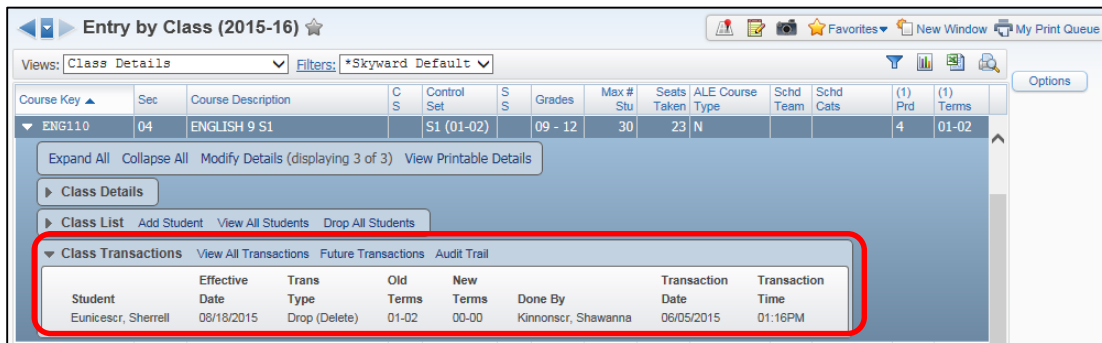 Entry by Class (2015-16)
Favorites New Window My Print Queue
Views: Class Details Filters: *Skyward Default
Options
Course Key Sec Course Description C S Control Set S S Grades Max # Stu Seats Taken ALE Course Type Schd Team Schd Cats (1) Prd (1) Terms
ENG110 04 ENGLISH 9 S1 S1 (01-02) 09 - 12 30 23 N 4 01-02
Expand All Collapse All Modify Details (displaying 3 of 3) View Printable Details
Class Details
Class List Add Student View All Students Drop All Students
Class Transactions View All Transactions Future Transactions Audit Trail
Effective Trans Old New Transaction Transaction
Student Date Type Terms Terms Done By Date Time
Eunicescr, Sherrell 08/18/2015 Drop (Delete) 01-02 00-00 Kinnonscr, Shawanna 06/05/2015 01:16PM